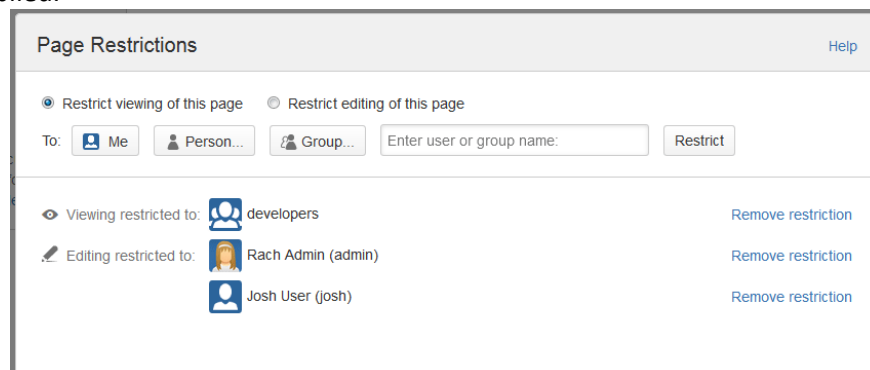 Page Restrictions Help
Restrict viewing of this page Restrict editing of this page
To: Me Person... Group... Enter user or group name: Restrict
Viewing restricted to: developers Remove restriction
Editing restricted to: Rach Admin (admin) Remove restriction
Josh User (josh) Remove restriction